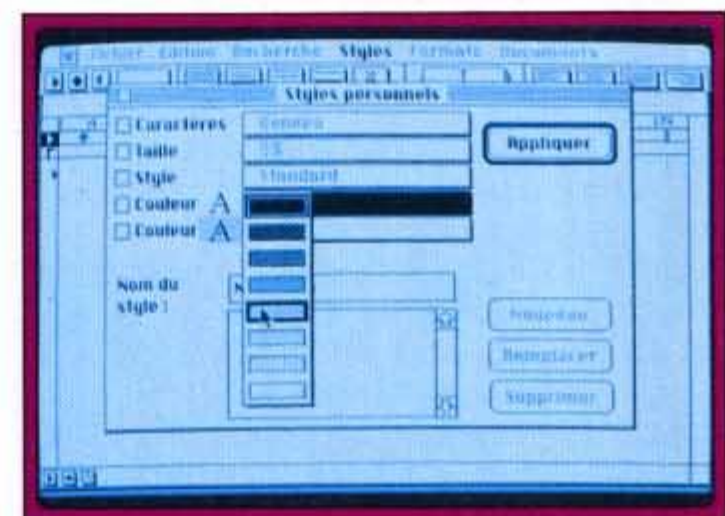 Fichier Edition Recherche Styles Formats Documents
Styles personnels
Caractères Geneva
Taille
Style Standard
Couleur A
Couleur A
Appliquer
Nom du
style :
Nouveau
Remplacer
Supprimer